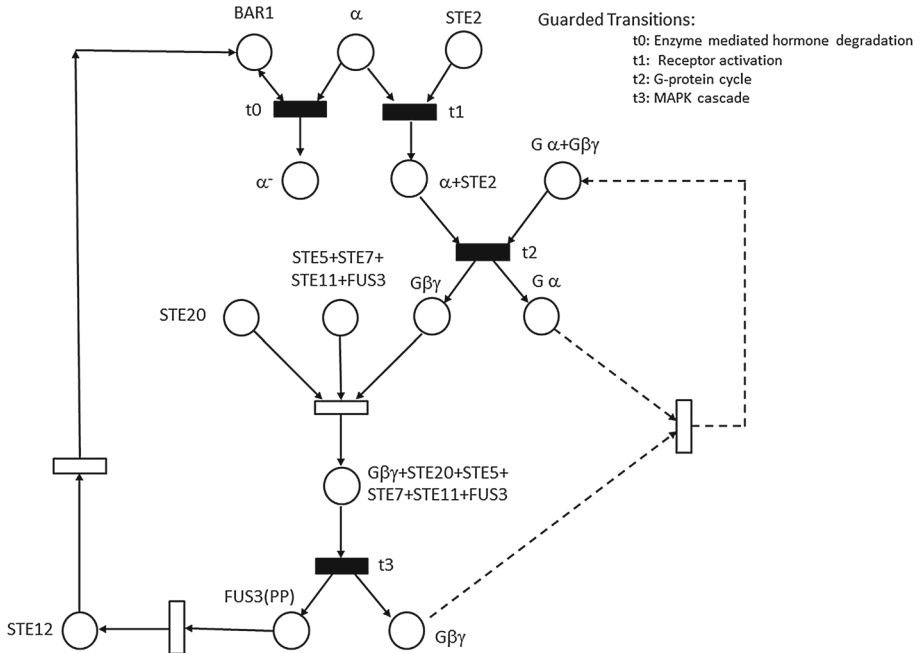 BAR1
α
STE2
Guarded Transitions:
t0: Enzyme mediated hormone degradation
t1: Receptor activation
t2: G-protein cycle
t3: MAPK cascade
t0
t1
G α+Gβγ
α-
α+STE2
t2
STE5+STE7+
STE11+FUS3
Gβγ
G α
STE20
Gβγ+STE20+STE5+
STE7+STE11+FUS3
t3
FUS3(PP)
STE12
Gβγ